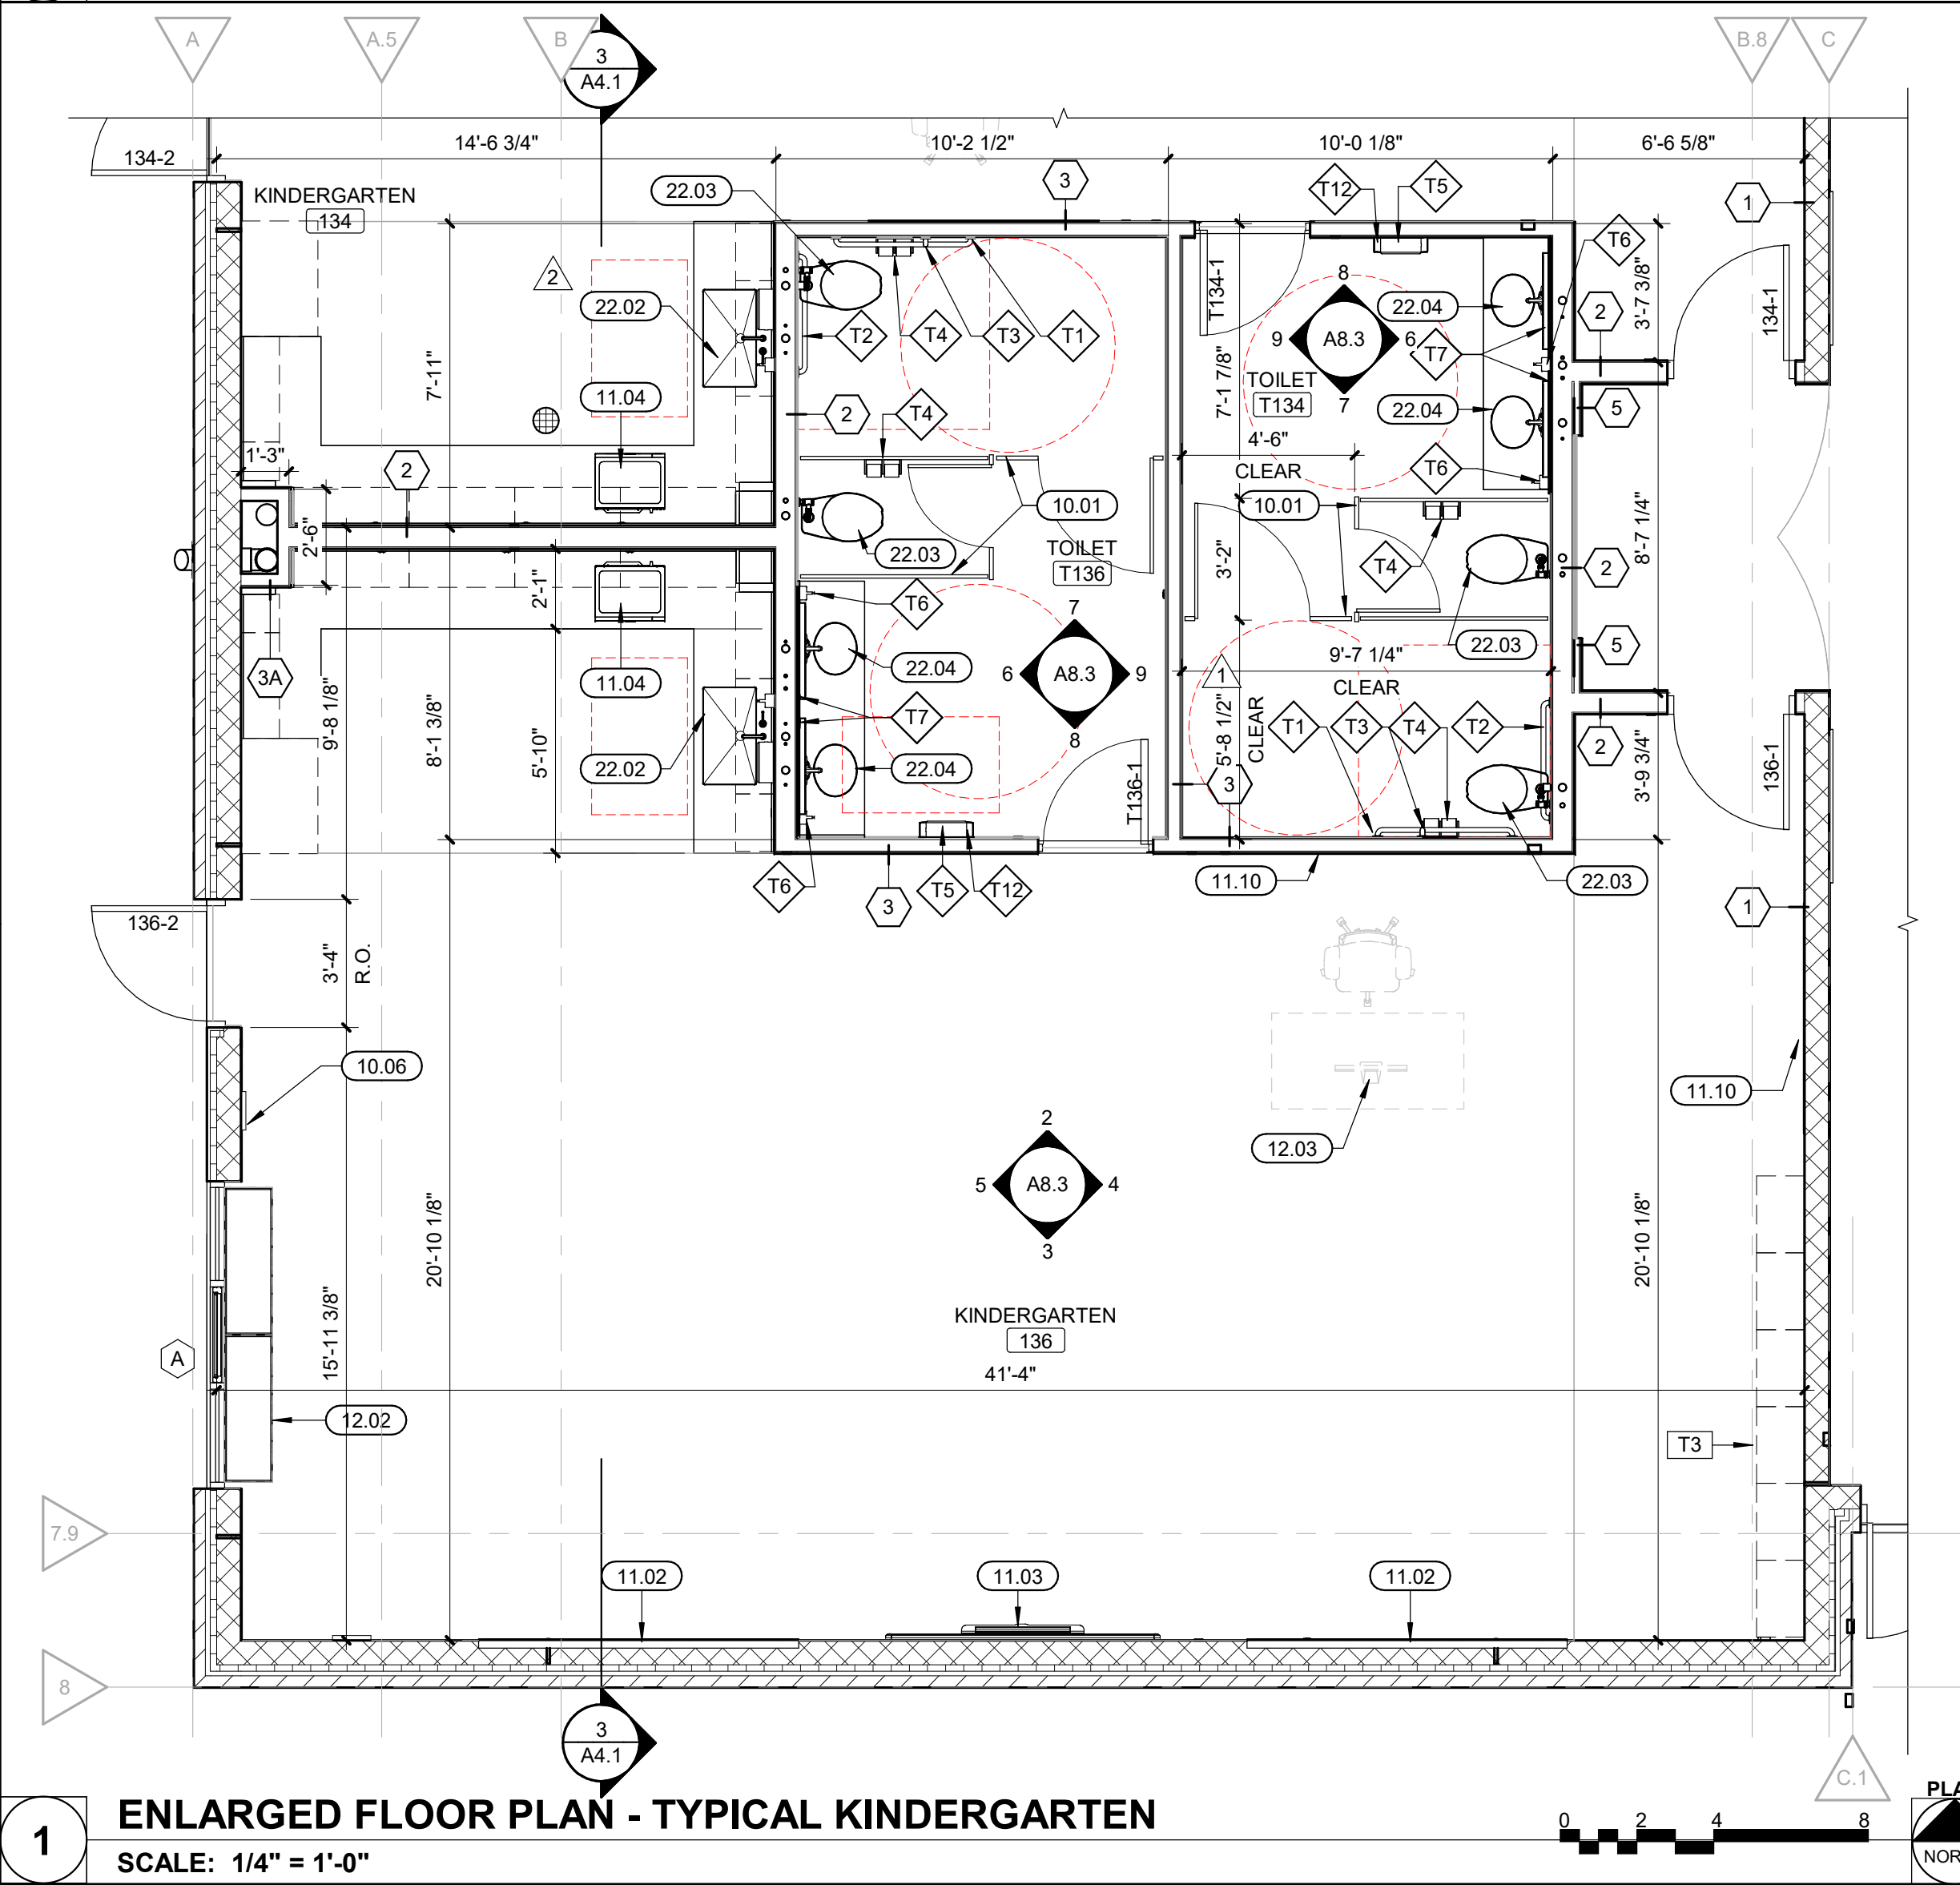 A
A.5
B
B.8
C
3
A4.1
14'-6 3/4"
10'-2 1/2"
10'-0 1/8"
6'-6 5/8"
134-2
KINDERGARTEN
134
22.03
3
T12
T5
1
T6
2
22.02
T2
T4
T3
T1
T134-1
8
9
A8.3
6
7
22.04
T7
2
3'-7 3/8"
134-1
7'-11"
11.04
2
T4
7'-1 7/8"
TOILET
T134
22.04
5
4'-6"
CLEAR
T6
1'-3"
2
10.01
10.01
2'-6"
22.03
TOILET
T136
3'-2"
T4
2
8'-7 1/4"
2'-1"
T6
7
6
A8.3
9
8
22.03
5
9'-7 1/4"
CLEAR
1
3A
11.04
22.04
9'-8 1/8"
8'-1 3/8"
5'-10"
T7
T1
T3
T4
T2
5'-8 1/2"
CLEAR
2
22.02
22.04
T136-1
3
3'-9 3/4"
136-1
T6
3
T5
T12
11.10
22.03
1
136-2
3'-4"
R.O.
10.06
11.10
12.03
2
5
A8.3
4
3
15'-11 3/8"
20'-10 1/8"
20'-10 1/8"
KINDERGARTEN
136
A
41'-4"
12.02
T3
7.9
11.02
11.03
11.02
8
3
A4.1
C.1
1
ENLARGED FLOOR PLAN - TYPICAL KINDERGARTEN
SCALE: 1/4" = 1'-0"
0 2 4 8
PLA
NOR